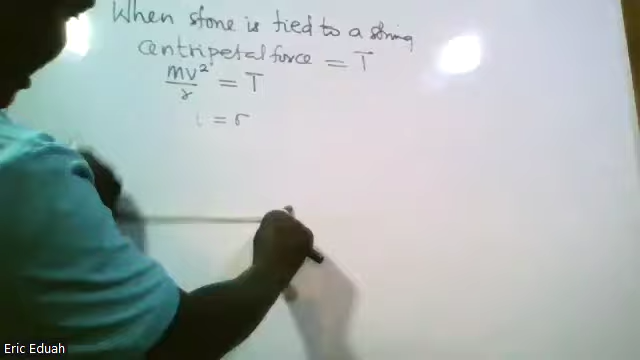 When stone is tied to a string
centripetal force = T
mv²/r = T
l = r
Eric Eduah